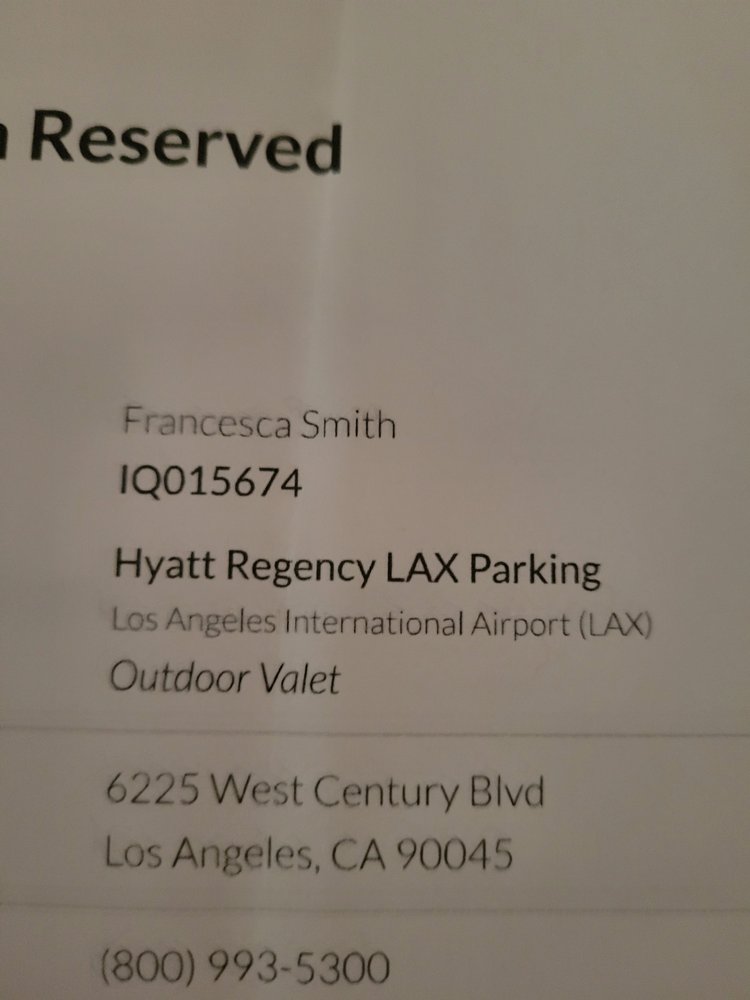 Reserved
Francesca Smith
IQ015674
Hyatt Regency LAX Parking
Los Angeles International Airport (LAX)
Outdoor Valet
6225 West Century Blvd
Los Angeles, CA 90045
(800) 993-5300